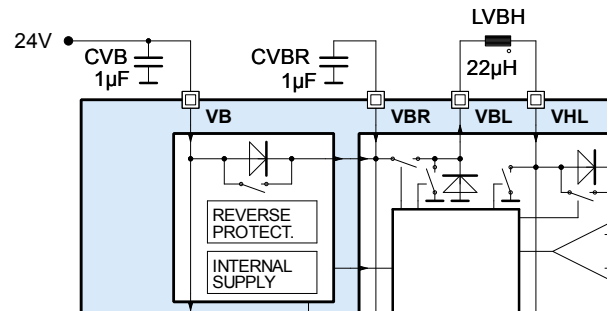 LVBH
24V
CVB
1µF
CVBR
1µF
22µH
VB
VBR
VBL
VHL
REVERSE
PROTECT.
INTERNAL
SUPPLY